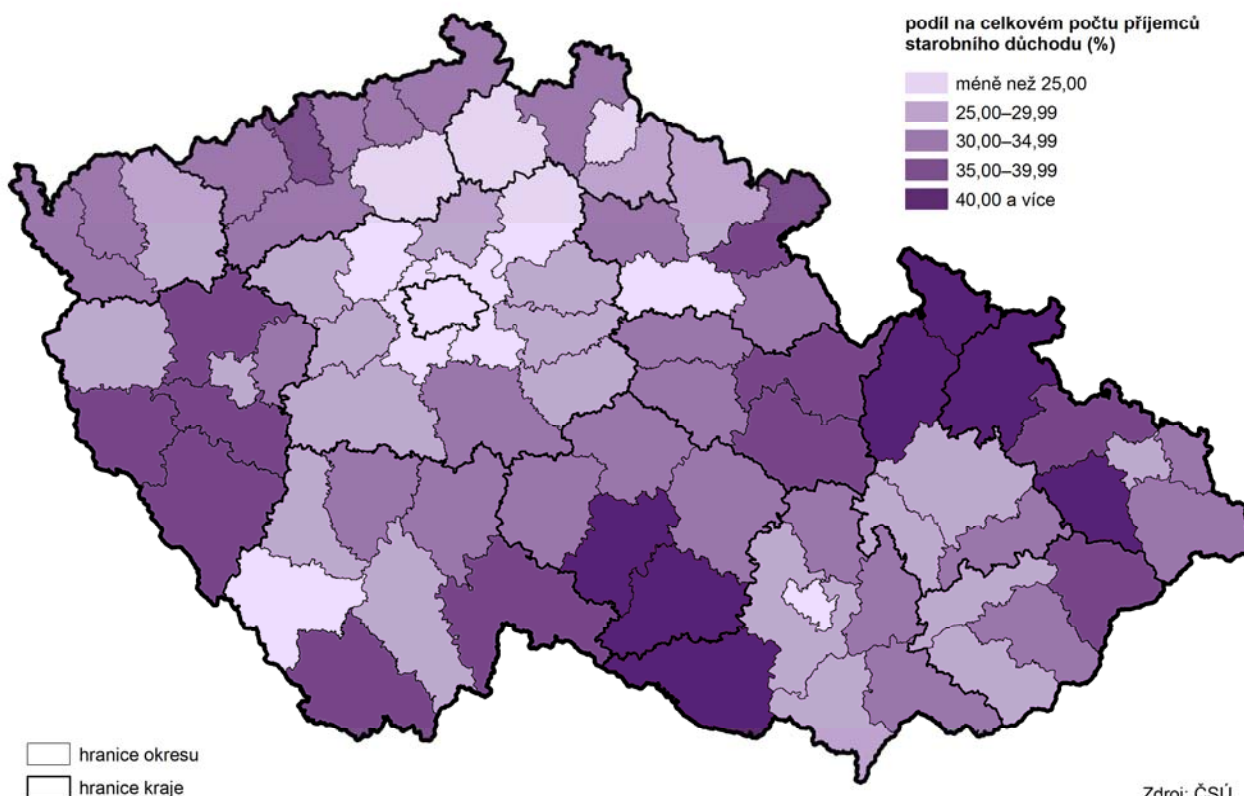 podíl na celkovém počtu příjemců
starobního důchodu (%)
méně než 25,00
25,00–29,99
30,00–34,99
35,00–39,99
40,00 a více
hranice okresu
hranice kraje
Zdroj: ČSÚ